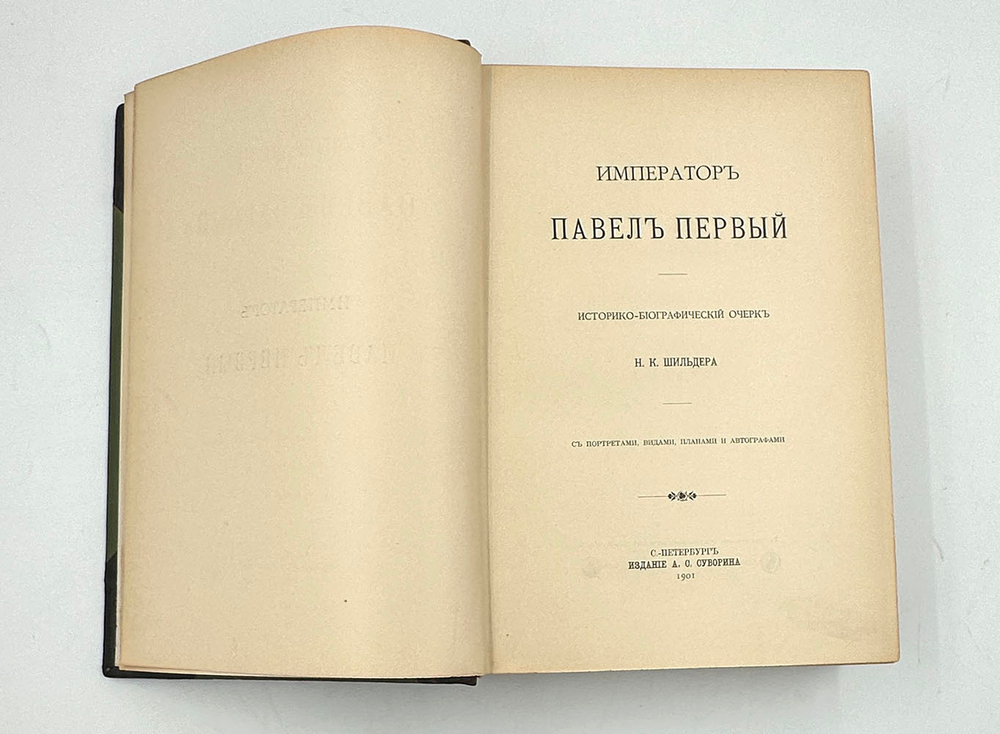 ИМПЕРАТОРЪ
ПАВЕЛЪ ПЕРВЫЙ
ИСТОРИКО-БІОГРАФИЧЕСКІЙ ОЧЕРКЪ
Н. К. ШИЛЬДЕРА
СЪ ПОРТРЕТАМИ, ВИДАМИ, ПЛАНАМИ И АВТОГРАФАМИ
С.-ПЕТЕРБУРГЪ
ИЗДАНІЕ А. С. СУВОРИНА
1901